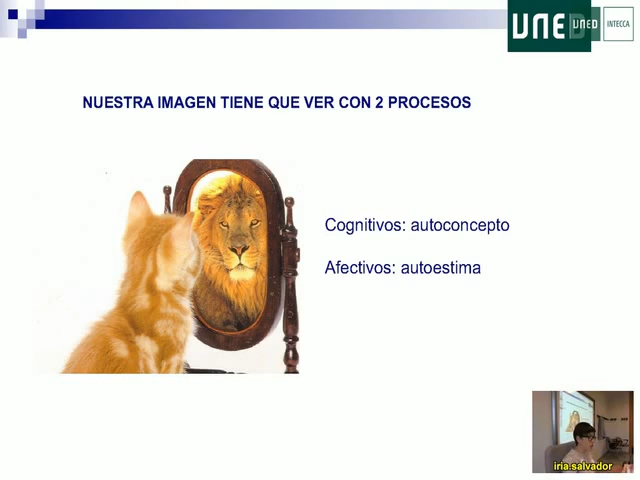 UNED
UNED
INTECCA
NUESTRA IMAGEN TIENE QUE VER CON 2 PROCESOS
Cognitivos: autoconcepto
Afectivos: autoestima
iria.salvador